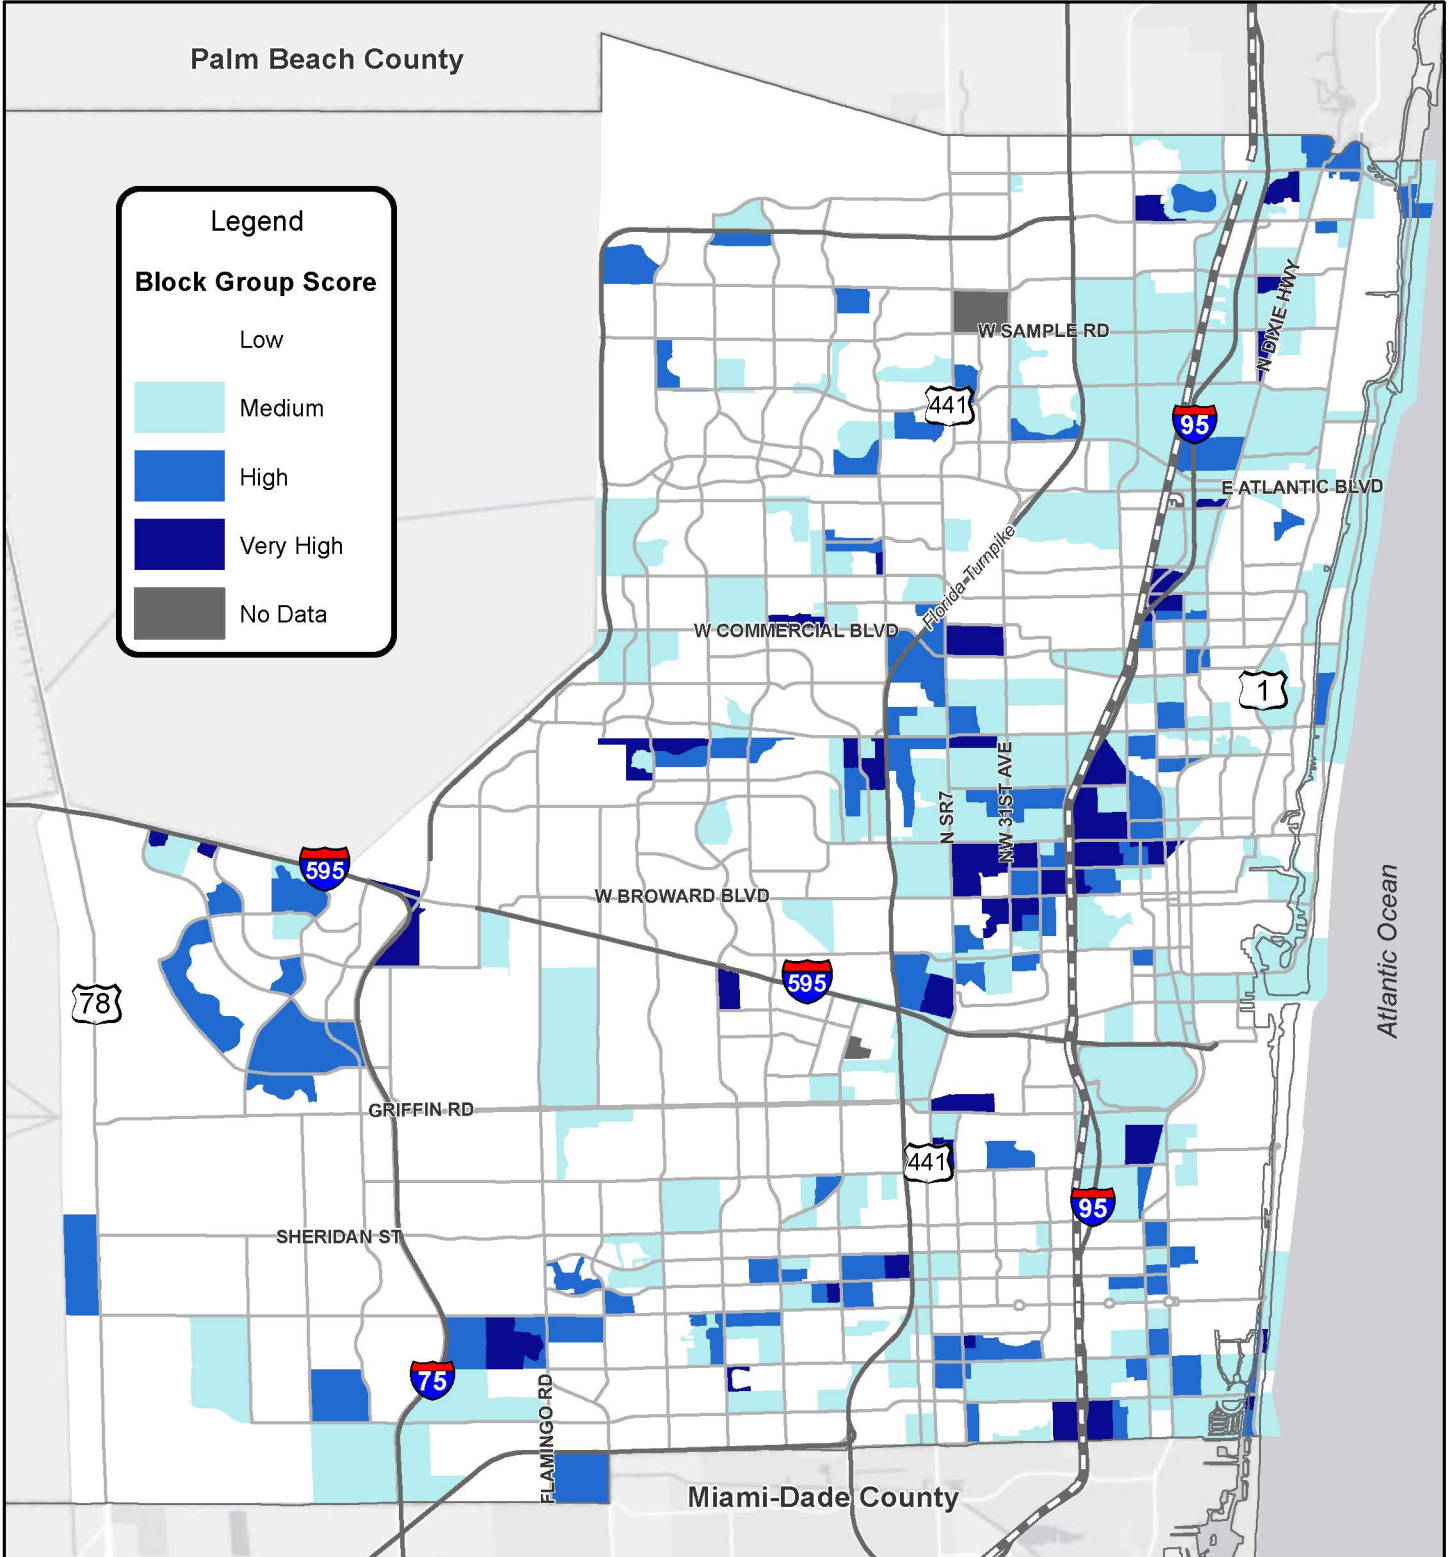 Palm Beach County
Legend
Block Group Score
Low
Medium
High
Very High
No Data
W SAMPLE RD
N DIXIE HWY
441
95
E ATLANTIC BLVD
Florida Turnpike
W COMMERCIAL BLVD
1
N SR7
NW 31ST AVE
595
W BROWARD BLVD
595
78
Atlantic Ocean
GRIFFIN RD
441
95
SHERIDAN ST
75
FLAMINGO RD
Miami-Dade County